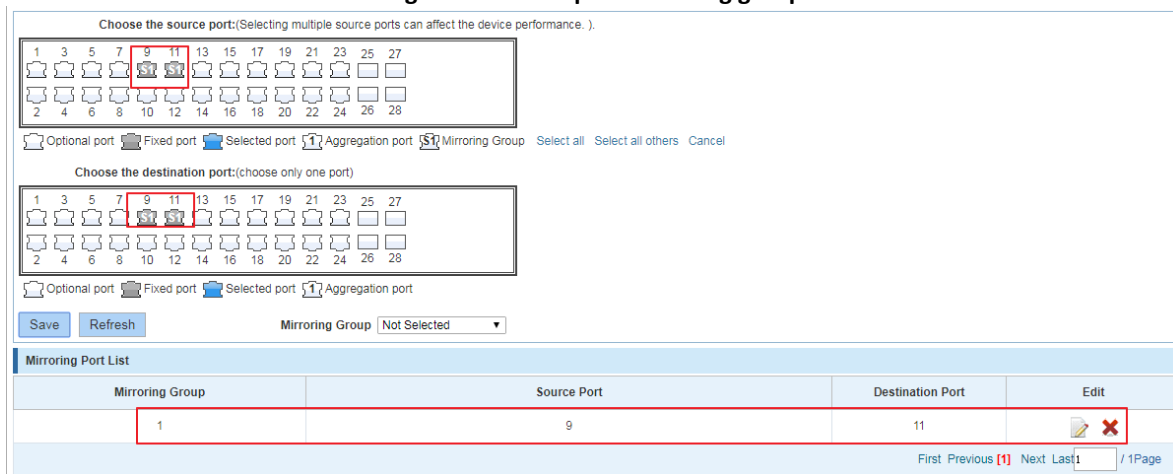 Choose the source port:(Selecting multiple source ports can affect the device performance. ).
1 3 5 7 9 11 13 15 17 19 21 23 25 27
S1 S1
2 4 6 8 10 12 14 16 18 20 22 24 26 28
Optional port Fixed port Selected port 1 Aggregation port S1 Mirroring Group Select all Select all others Cancel
Choose the destination port:(choose only one port)
1 3 5 7 9 11 13 15 17 19 21 23 25 27
S1 S1
2 4 6 8 10 12 14 16 18 20 22 24 26 28
Optional port Fixed port Selected port 1 Aggregation port
Save Refresh Mirroring Group Not Selected
Mirroring Port List
Mirroring Group Source Port Destination Port Edit
1 9 11
First Previous [1] Next Last 1 / 1Page